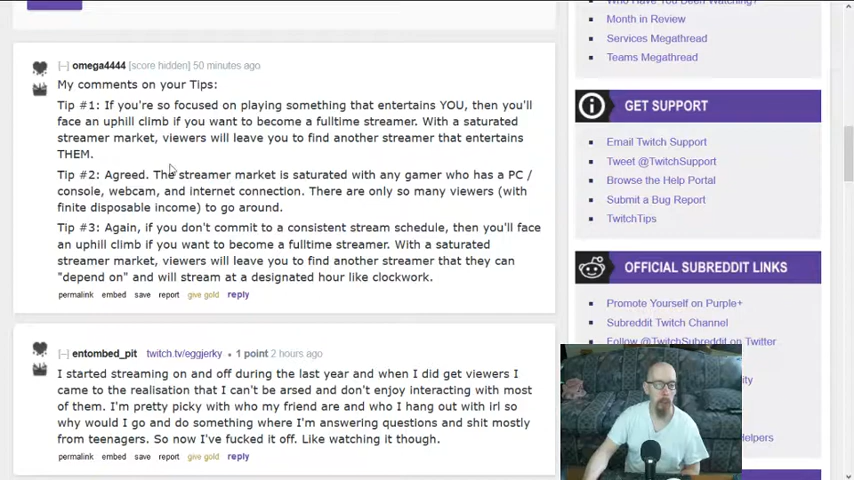 Who Have You Been Watching?
Month in Review
Services Megathread
Teams Megathread
[–] omega4444 [score hidden] 50 minutes ago
My comments on your Tips:
Tip #1: If you're so focused on playing something that entertains YOU, then you'll
face an uphill climb if you want to become a fulltime streamer. With a saturated
streamer market, viewers will leave you to find another streamer that entertains
THEM.
Tip #2: Agreed. The streamer market is saturated with any gamer who has a PC /
console, webcam, and internet connection. There are only so many viewers (with
finite disposable income) to go around.
Tip #3: Again, if you don't commit to a consistent stream schedule, then you'll face
an uphill climb if you want to become a fulltime streamer. With a saturated
streamer market, viewers will leave you to find another streamer that they can
"depend on" and will stream at a designated hour like clockwork.
permalink embed save report give gold reply
[–] entombed_pit twitch.tv/eggjerky • 1 point 2 hours ago
I started streaming on and off during the last year and when I did get viewers I
came to the realisation that I can't be arsed and don't enjoy interacting with most
of them. I'm pretty picky with who my friend are and who I hang out with irl so
why would I go and do something where I'm answering questions and shit mostly
from teenagers. So now I've fucked it off. Like watching it though.
permalink embed save report give gold reply
GET SUPPORT
Email Twitch Support
Tweet @TwitchSupport
Browse the Help Portal
Submit a Bug Report
TwitchTips
OFFICIAL SUBREDDIT LINKS
Promote Yourself on Purple+
Subreddit Twitch Channel
Follow @TwitchSubreddit on Twitter